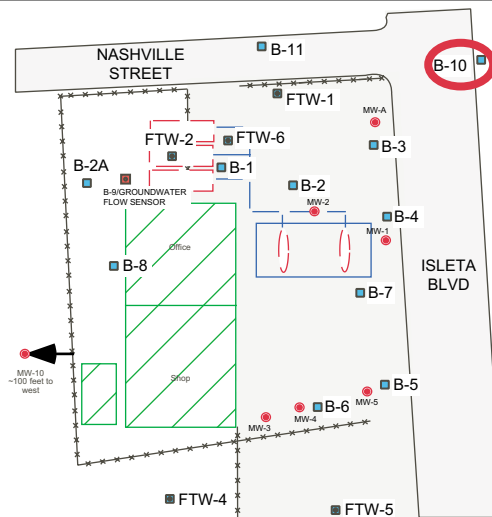 B-11
NASHVILLE
STREET
B-10
FTW-1
MW-A
FTW-2
FTW-6
B-3
B-1
B-2A
B-2
B-9/GROUNDWATER
FLOW SENSOR
MW-2
B-4
MW-1
Office
B-8
ISLETA
BLVD
B-7
MW-10
~100 feet to
west
Shop
B-5
MW-5
B-6
MW-4
MW-3
FTW-4
FTW-5